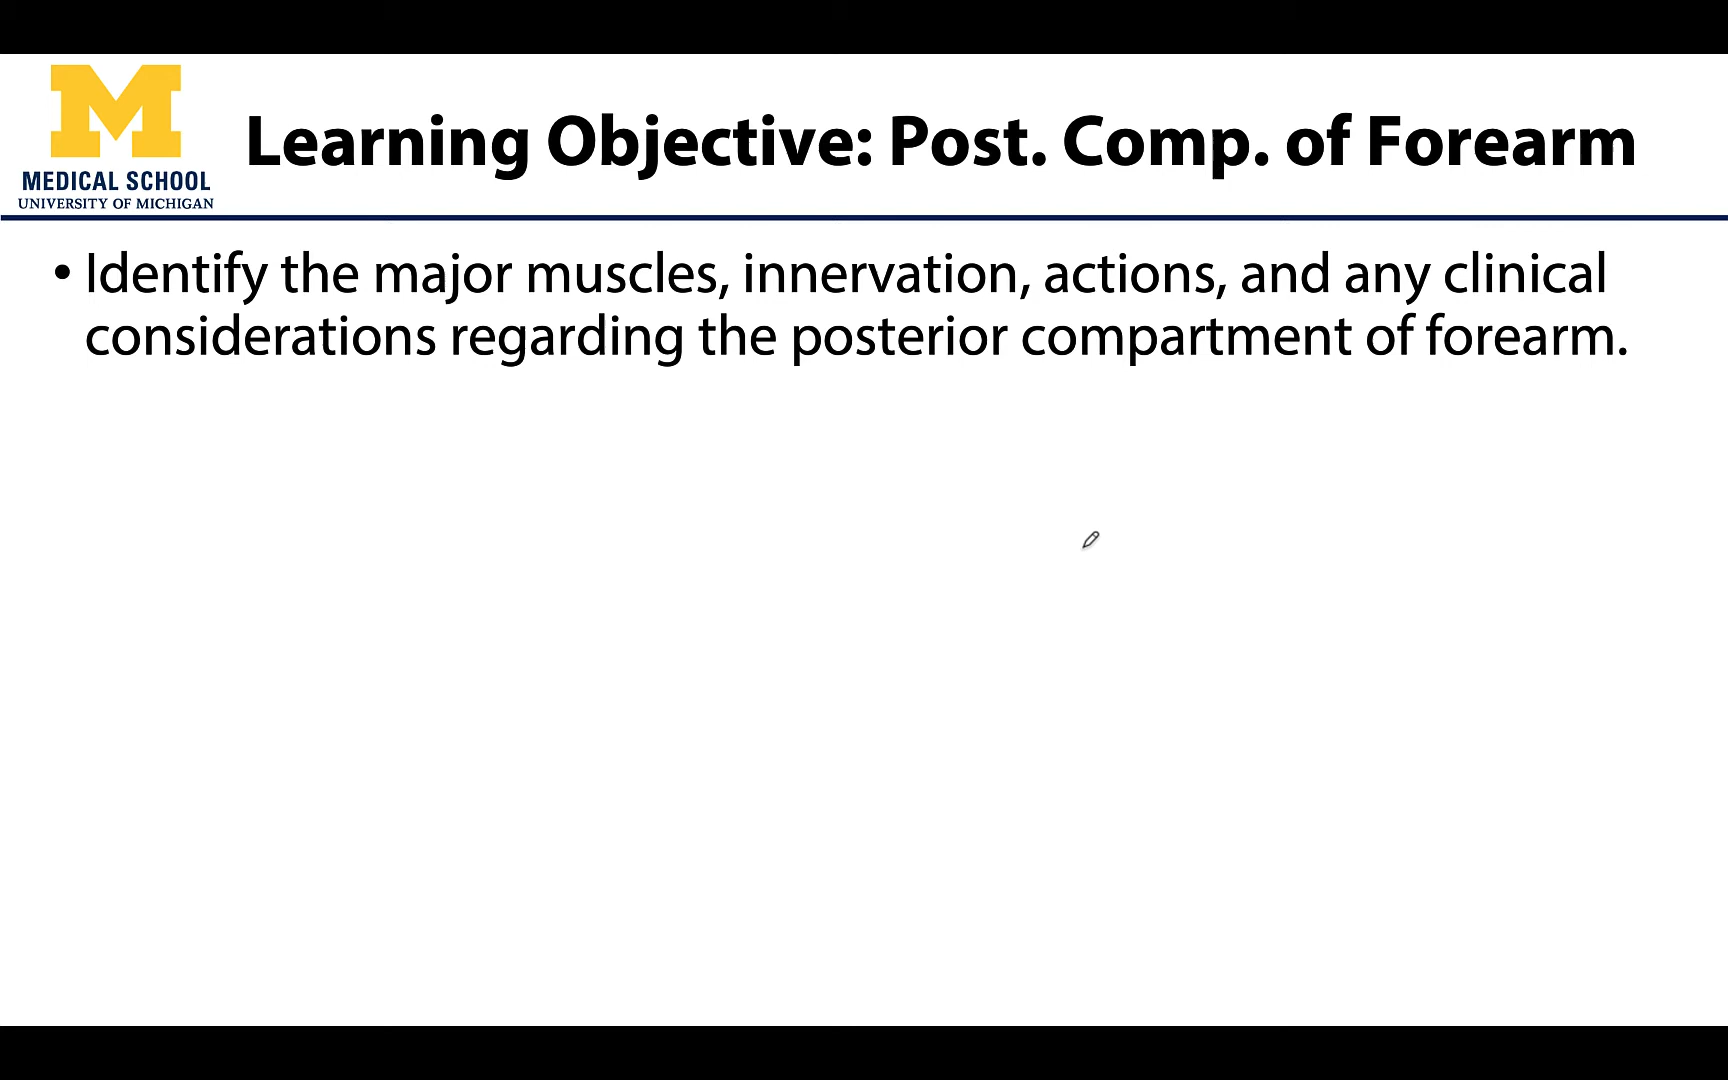 MEDICAL SCHOOL
UNIVERSITY OF MICHIGAN
Learning Objective: Post. Comp. of Forearm
• Identify the major muscles, innervation, actions, and any clinical
considerations regarding the posterior compartment of forearm.